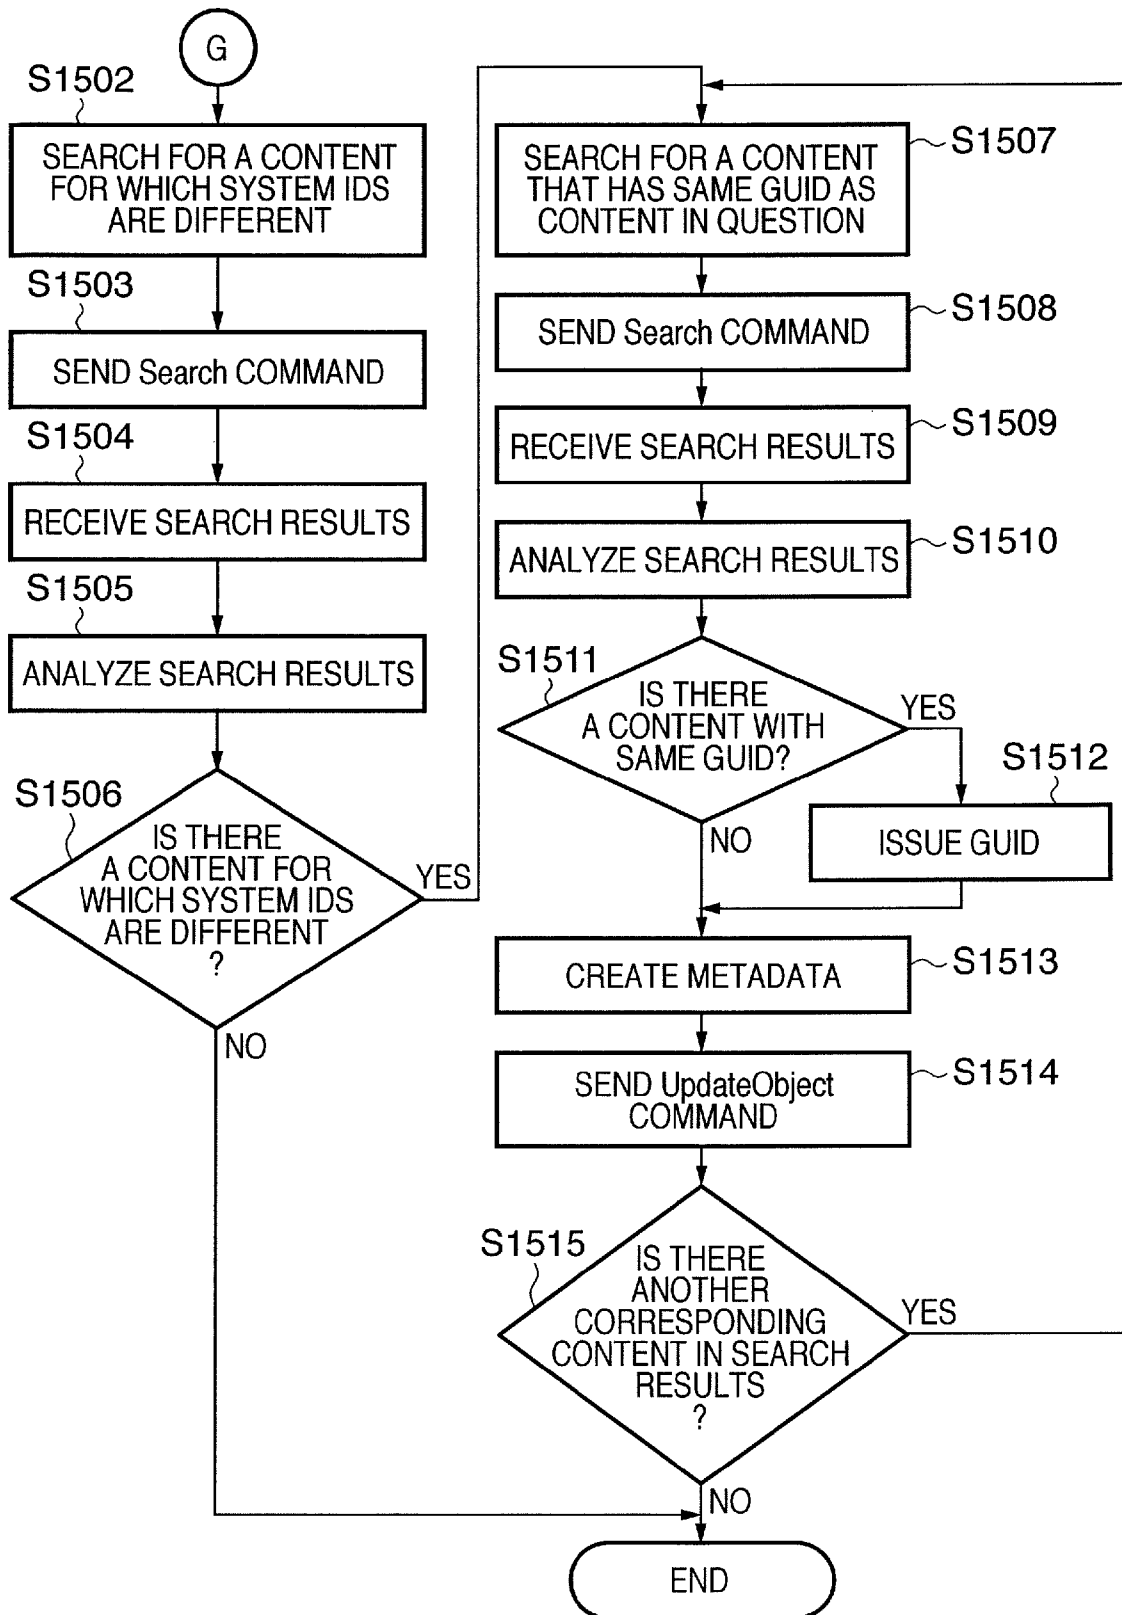 G
S1502
SEARCH FOR A CONTENT
FOR WHICH SYSTEM IDS
ARE DIFFERENT
S1503
SEND Search COMMAND
S1504
RECEIVE SEARCH RESULTS
S1505
ANALYZE SEARCH RESULTS
S1506
IS THERE
A CONTENT FOR
WHICH SYSTEM IDS
ARE DIFFERENT
?
YES
NO
S1507
SEARCH FOR A CONTENT
THAT HAS SAME GUID AS
CONTENT IN QUESTION
S1508
SEND Search COMMAND
S1509
RECEIVE SEARCH RESULTS
S1510
ANALYZE SEARCH RESULTS
S1511
IS THERE
A CONTENT WITH
SAME GUID?
YES
NO
S1512
ISSUE GUID
S1513
CREATE METADATA
S1514
SEND UpdateObject
COMMAND
S1515
IS THERE
ANOTHER
CORRESPONDING
CONTENT IN SEARCH
RESULTS
?
YES
NO
END